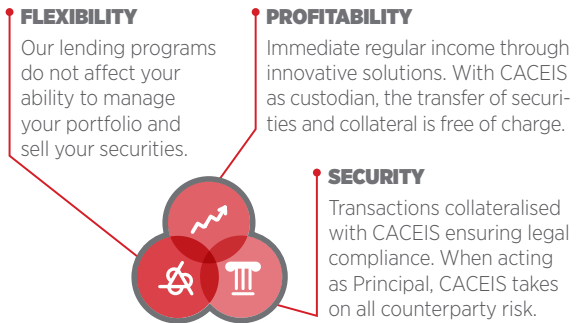 FLEXIBILITY
Our lending programs
do not affect your
ability to manage
your portfolio and
sell your securities.
PROFITABILITY
Immediate regular income through
innovative solutions. With CACEIS
as custodian, the transfer of securi-
ties and collateral is free of charge.
SECURITY
Transactions collateralised
with CACEIS ensuring legal
compliance. When acting
as Principal, CACEIS takes
on all counterparty risk.